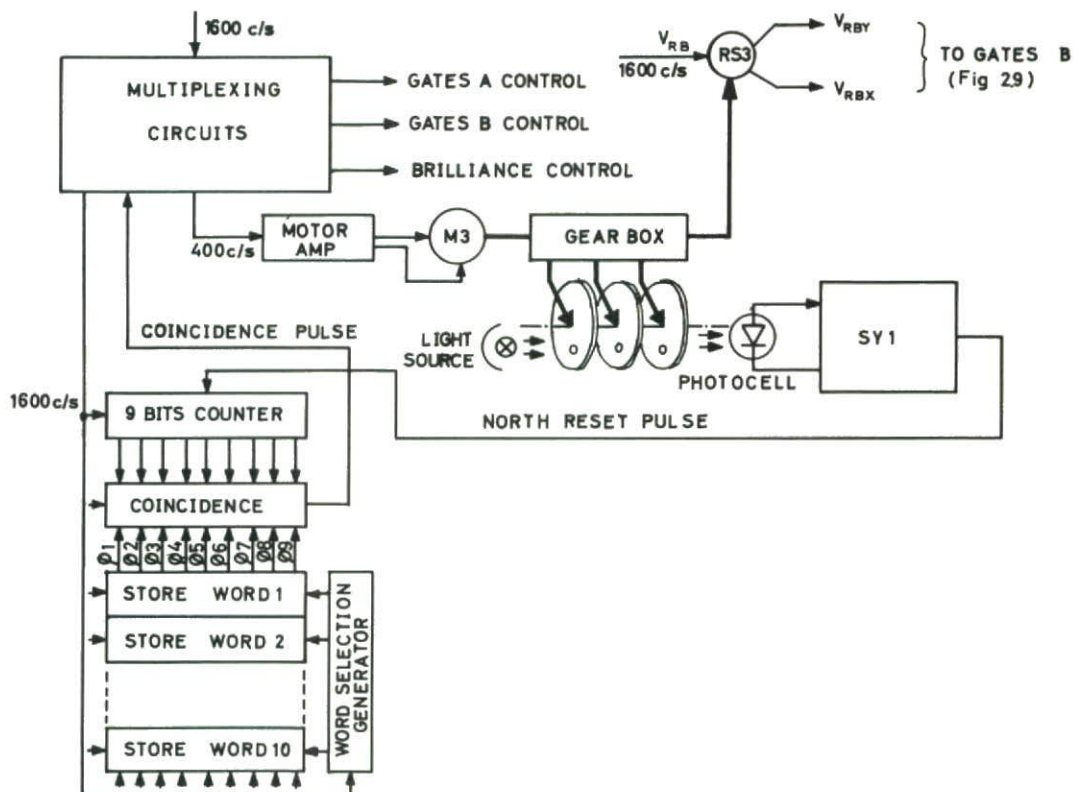 1600 c/s
MULTIPLEXING
CIRCUITS
GATES A CONTROL
GATES B CONTROL
BRILLIANCE CONTROL
V_RB
1600 c/s
RS3
V_RBY
V_RBX
TO GATES B
(Fig 2.9)
400c/s
MOTOR
AMP
M3
GEAR BOX
COINCIDENCE PULSE
LIGHT
SOURCE
PHOTOCELL
SY1
1600c/s
9 BITS COUNTER
NORTH RESET PULSE
COINCIDENCE
Ø1 Ø2 Ø3 Ø4 Ø5 Ø6 Ø7 Ø8 Ø9
STORE WORD 1
STORE WORD 2
STORE WORD 10
WORD SELECTION
GENERATOR